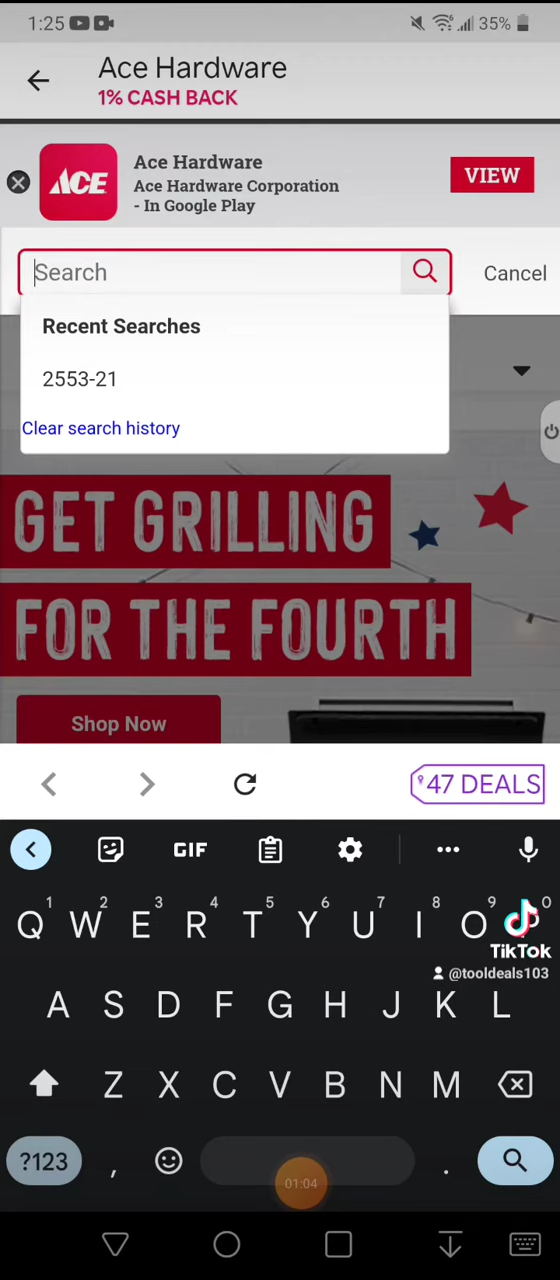 1:25 35%
Ace Hardware
1% CASH BACK
ACE
Ace Hardware
Ace Hardware Corporation
- In Google Play
VIEW
Search
Cancel
Recent Searches
2553-21
Clear search history
GET GRILLING
FOR THE FOURTH
Shop Now
47 DEALS
GIF
1 2 3 4 5 6 7 8 9 0
Q W E R T Y U I O P
TikTok
@tooldeals103
A S D F G H J K L
Z X C V B N M
?123 , .
01:04